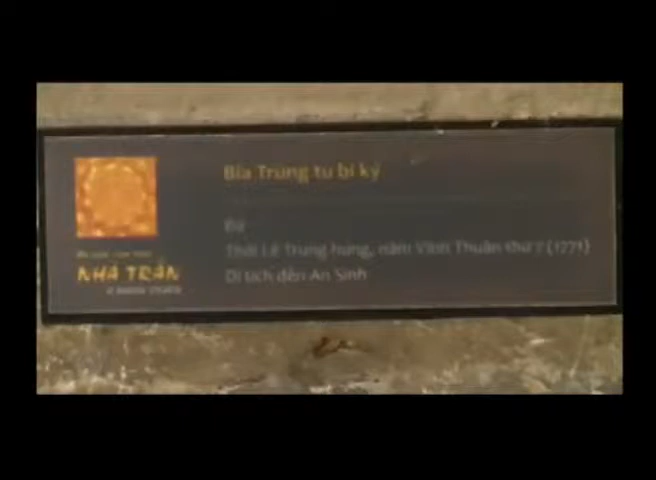 Bia Trùng tu bi ký
Đá
Thời Lê Trung hưng, năm Vĩnh Thuần thứ 7 (1771)
Di tích đền An Sinh
NHÀ TRẦN